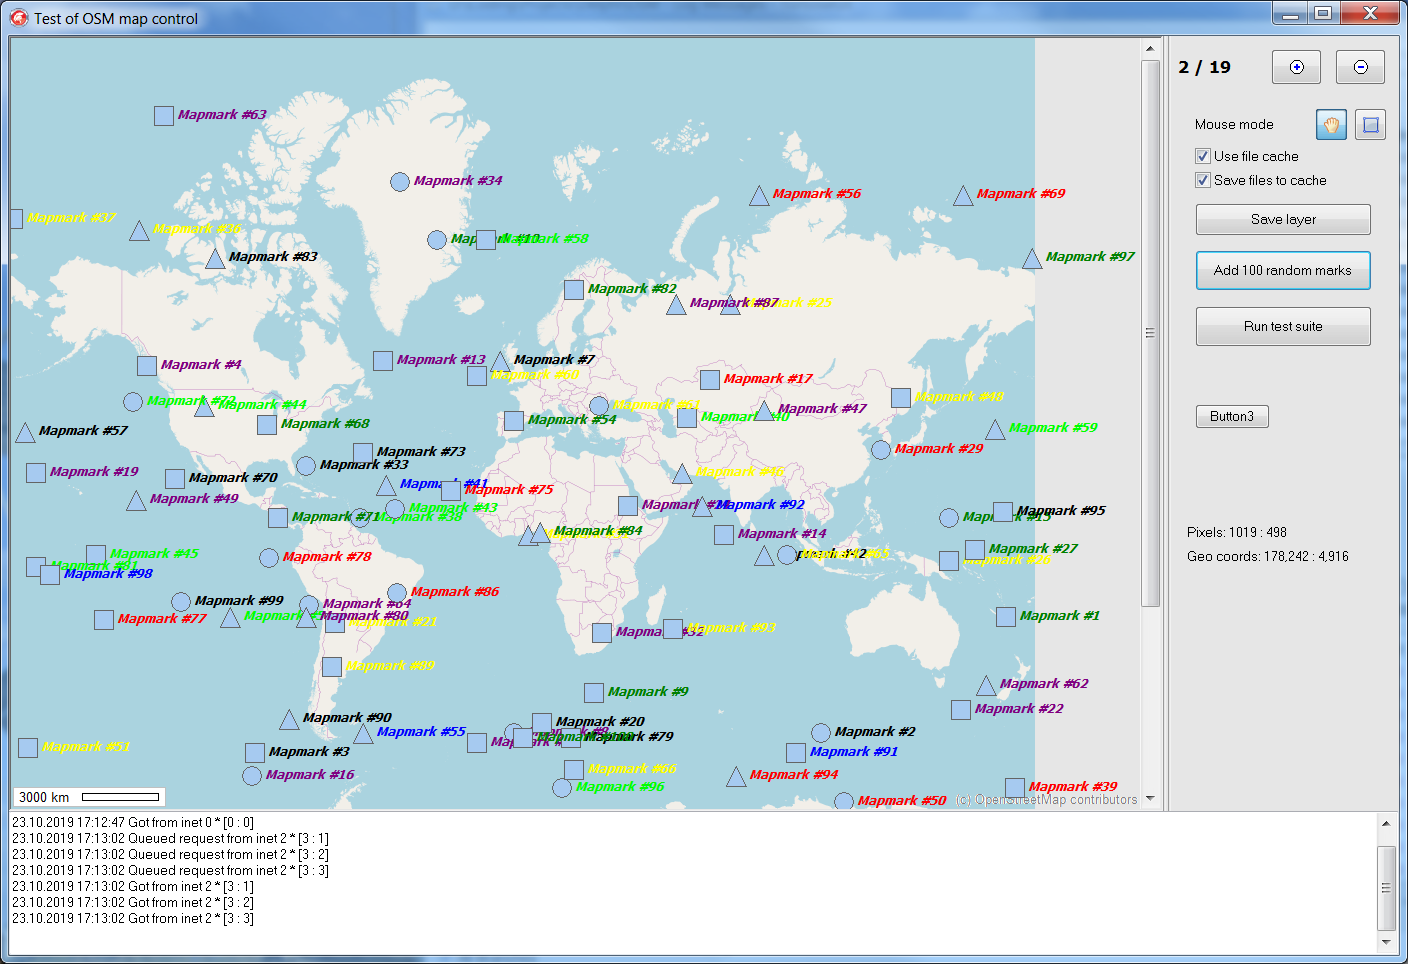 Test of OSM map control
Mapmark #63
Mapmark #34
Mapmark #56
Mapmark #69
Mapmark #37
Mapmark #36
Mapmark #58
Mapmark #83
Mapmark #97
Mapmark #82
Mapmark #87
Mapmark #25
Mapmark #4
Mapmark #13
Mapmark #7
Mapmark #60
Mapmark #17
Mapmark #72
Mapmark #44
Mapmark #61
Mapmark #47
Mapmark #48
Mapmark #68
Mapmark #54
Mapmark #57
Mapmark #59
Mapmark #73
Mapmark #33
Mapmark #29
Mapmark #19
Mapmark #70
Mapmark #41
Mapmark #75
Mapmark #49
Mapmark #43
Mapmark #92
Mapmark #95
Mapmark #71
Mapmark #38
Mapmark #15
Mapmark #84
Mapmark #14
Mapmark #45
Mapmark #78
Mapmark #27
Mapmark #98
Mapmark #86
Mapmark #99
Mapmark #64
Mapmark #77
Mapmark #80
Mapmark #21
Mapmark #1
Mapmark #32
Mapmark #93
Mapmark #89
Mapmark #62
Mapmark #9
Mapmark #22
Mapmark #90
Mapmark #20
Mapmark #55
Mapmark #79
Mapmark #2
Mapmark #51
Mapmark #3
Mapmark #91
Mapmark #16
Mapmark #66
Mapmark #94
Mapmark #96
Mapmark #39
Mapmark #50
3000 km
(c) OpenStreetMap contributors
2 / 19
Mouse mode
Use file cache
Save files to cache
Save layer
Add 100 random marks
Run test suite
Button3
Pixels: 1019 : 498
Geo coords: 178,242 : 4,916
23.10.2019 17:12:47 Got from inet 0 * [0 : 0]
23.10.2019 17:13:02 Queued request from inet 2 * [3 : 1]
23.10.2019 17:13:02 Queued request from inet 2 * [3 : 2]
23.10.2019 17:13:02 Queued request from inet 2 * [3 : 3]
23.10.2019 17:13:02 Got from inet 2 * [3 : 1]
23.10.2019 17:13:02 Got from inet 2 * [3 : 2]
23.10.2019 17:13:02 Got from inet 2 * [3 : 3]